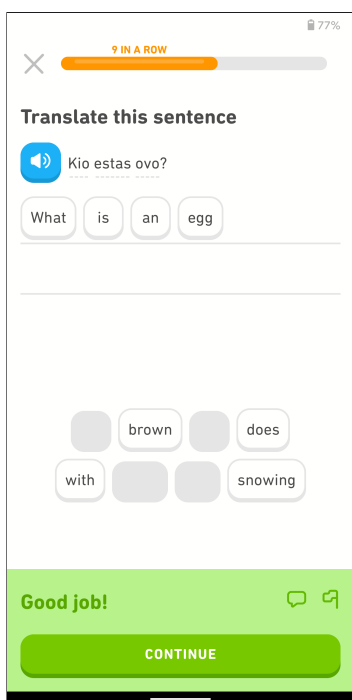 77%
9 IN A ROW
Translate this sentence
Kio estas ovo?
What is an egg
brown does
with snowing
Good job!
CONTINUE